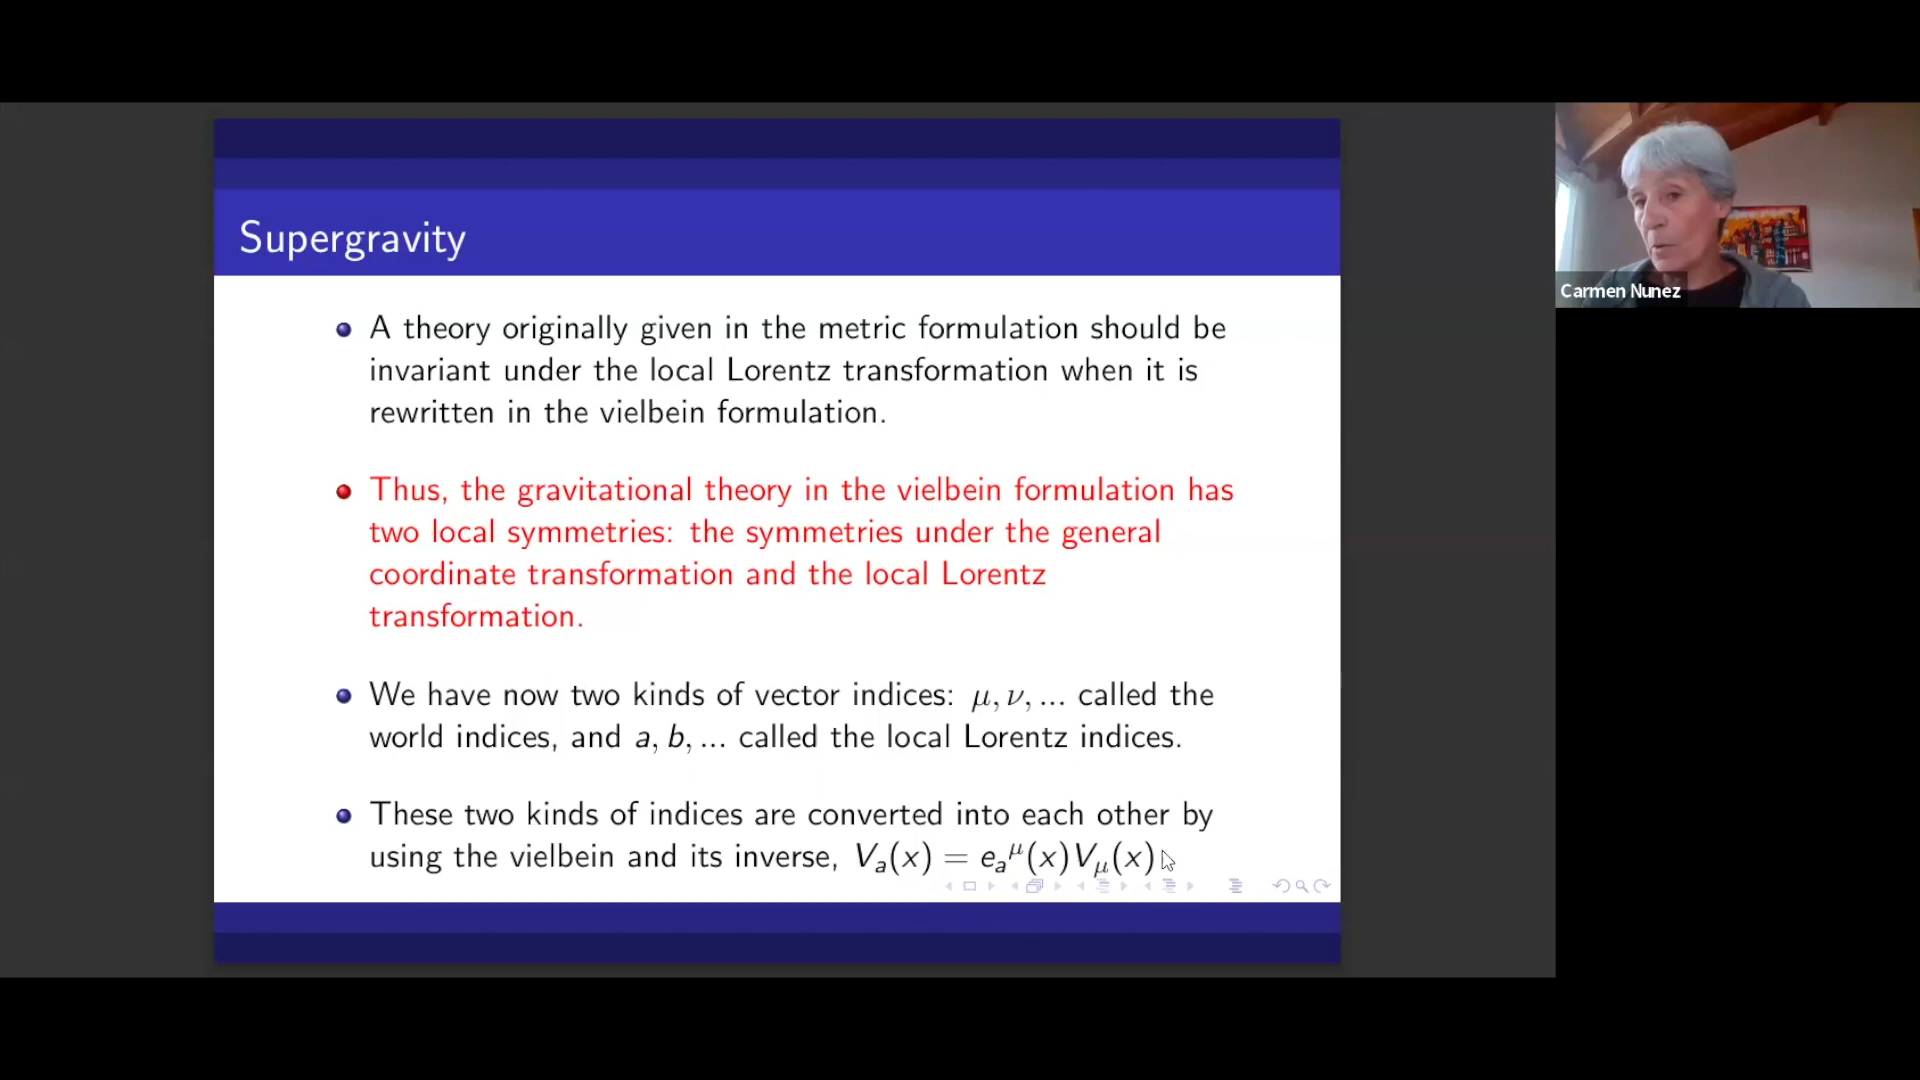 Supergravity
A theory originally given in the metric formulation should be
invariant under the local Lorentz transformation when it is
rewritten in the vielbein formulation.
Thus, the gravitational theory in the vielbein formulation has
two local symmetries: the symmetries under the general
coordinate transformation and the local Lorentz
transformation.
We have now two kinds of vector indices: μ, ν, ... called the
world indices, and a, b, ... called the local Lorentz indices.
These two kinds of indices are converted into each other by
using the vielbein and its inverse, Vₐ(x) = eₐ^μ(x)V_μ(x)
Carmen Nunez